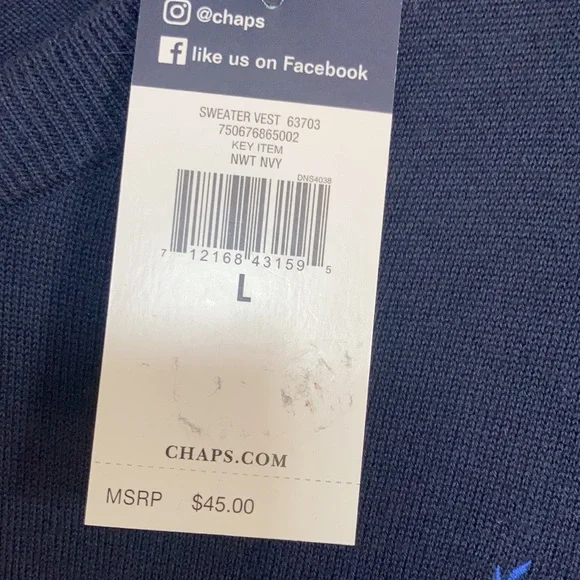 @chaps
like us on Facebook
SWEATER VEST 63703
750676865002
KEY ITEM
NWT NVY
DNS4038
7 12168 43159 5
L
CHAPS.COM
MSRP $45.00